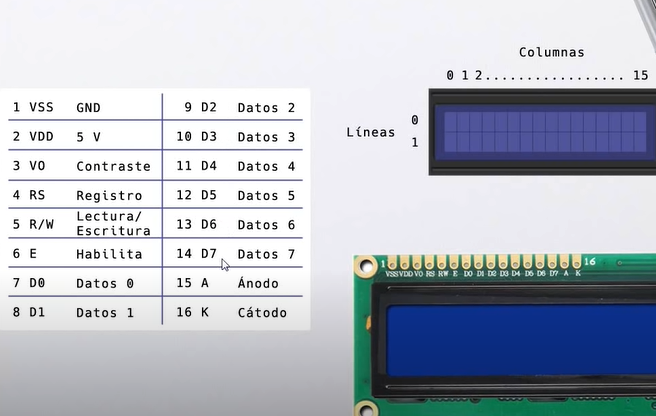 Columnas
0 1 2................. 15
Líneas
0
1
1 VSS GND
2 VDD 5 V
3 VO Contraste
4 RS Registro
5 R/W Lectura/
Escritura
6 E Habilita
7 D0 Datos 0
8 D1 Datos 1
9 D2 Datos 2
10 D3 Datos 3
11 D4 Datos 4
12 D5 Datos 5
13 D6 Datos 6
14 D7 Datos 7
15 A Ánodo
16 K Cátodo
1 16
VSS VDD VO RS RW E D0 D1 D2 D3 D4 D5 D6 D7 A K